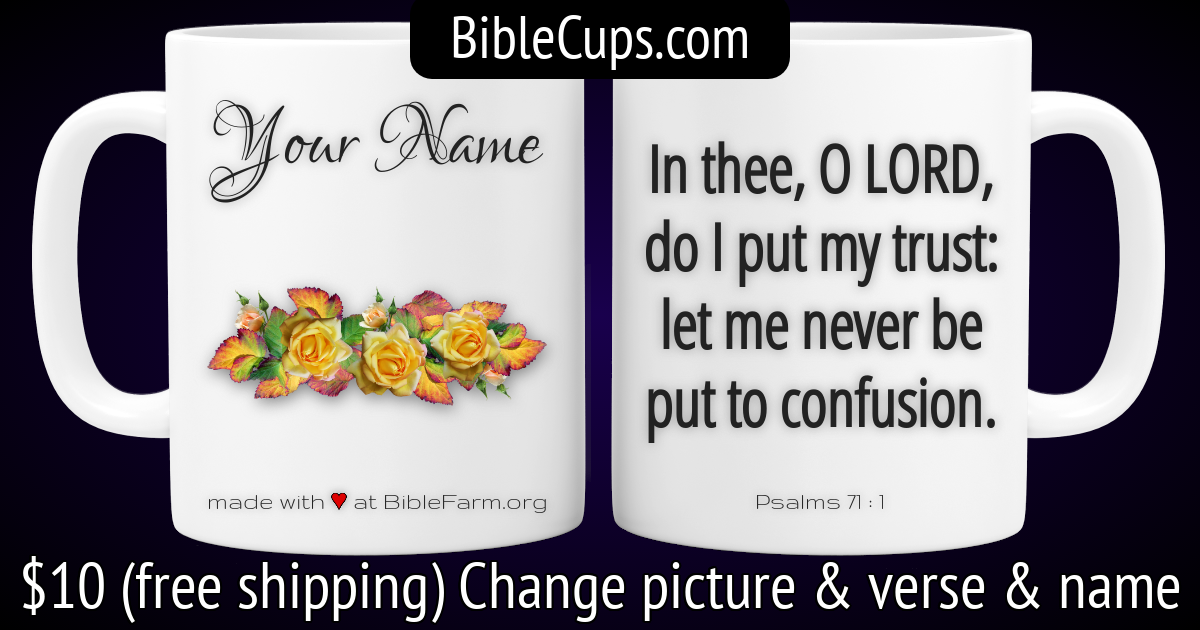 BibleCups.com
Your Name
made with ♥ at BibleFarm.org
In thee, O LORD,
do I put my trust:
let me never be
put to confusion.
Psalms 71 : 1
$10 (free shipping) Change picture & verse & name